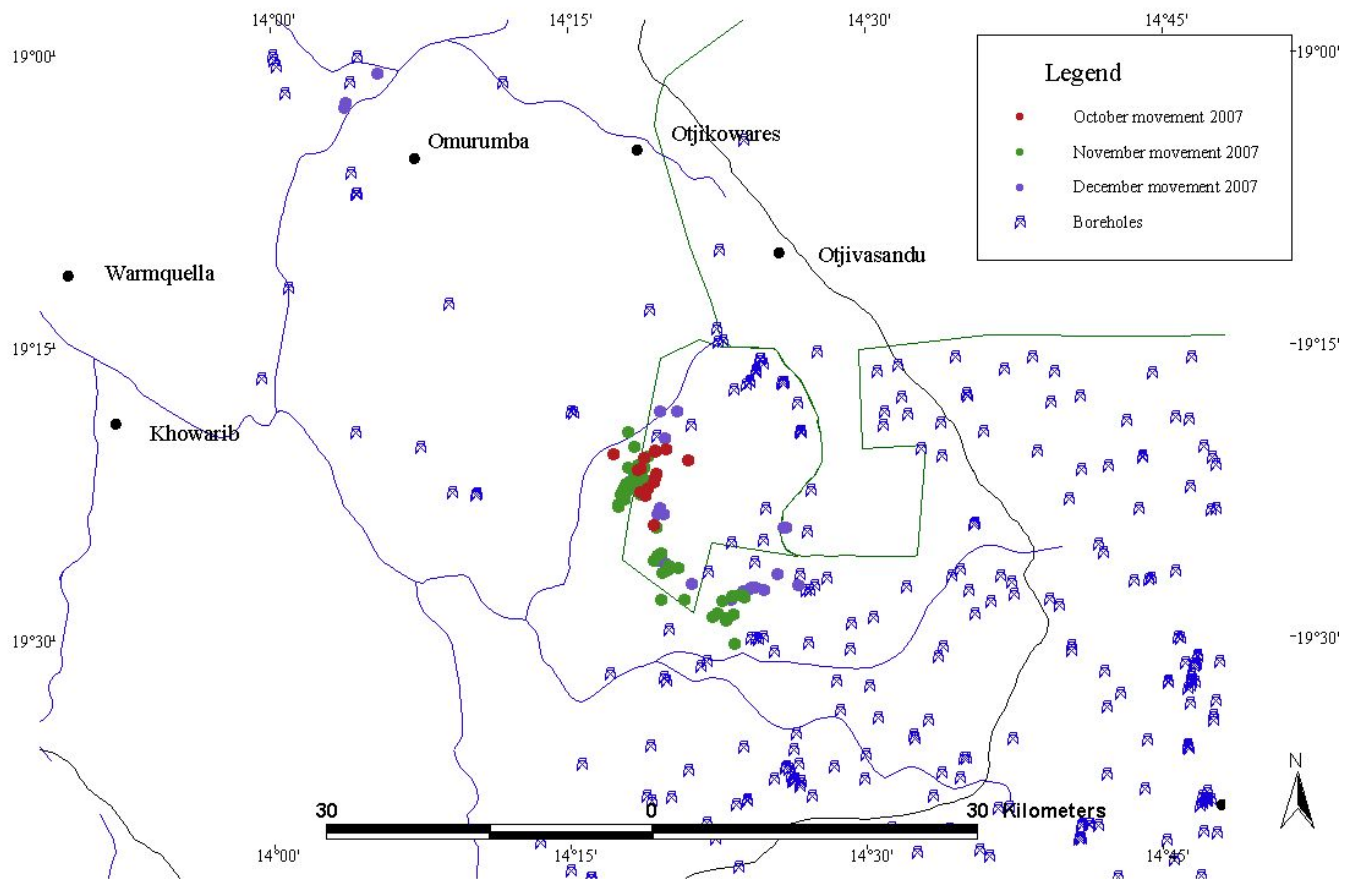 14°00' 14°15' 14°30' 14°45'
19°00' 19°00'
Legend
October movement 2007
November movement 2007
December movement 2007
Boreholes
Otjikowares
Omurumba
Otjivasandu
Warmquella
19°15' 19°15'
Khowarib
19°30' 19°30'
N
30 0 30 Kilometers
14°00' 14°15' 14°30' 14°45'